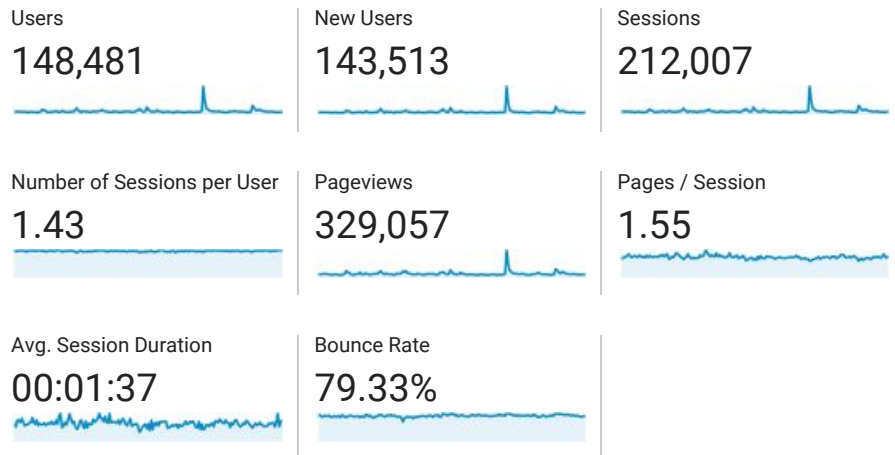 Users
148,481
New Users
143,513
Sessions
212,007
Number of Sessions per User
1.43
Pageviews
329,057
Pages / Session
1.55
Avg. Session Duration
00:01:37
Bounce Rate
79.33%